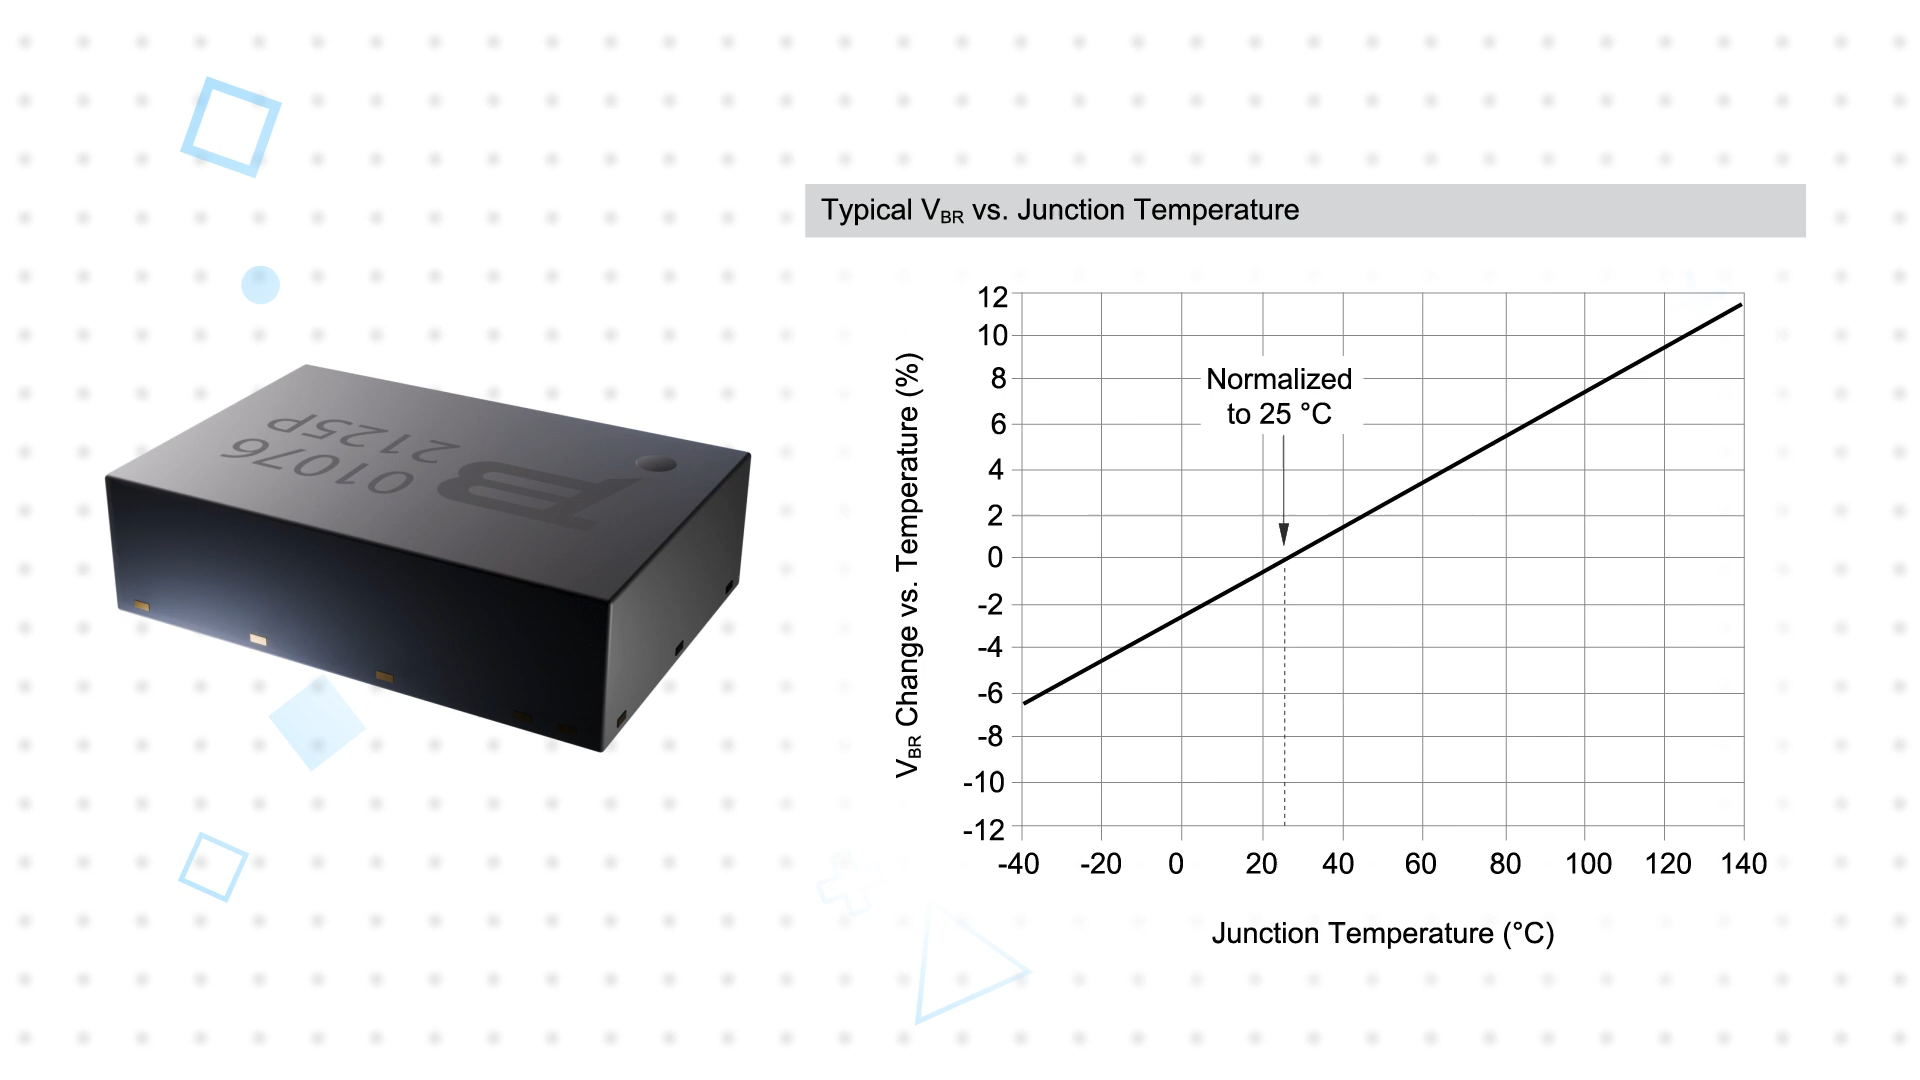 01076
2125P
Typical VBR vs. Junction Temperature
Normalized
to 25 °C
VBR Change vs. Temperature (%)
12
10
8
6
4
2
0
-2
-4
-6
-8
-10
-12
-40 -20 0 20 40 60 80 100 120 140
Junction Temperature (°C)